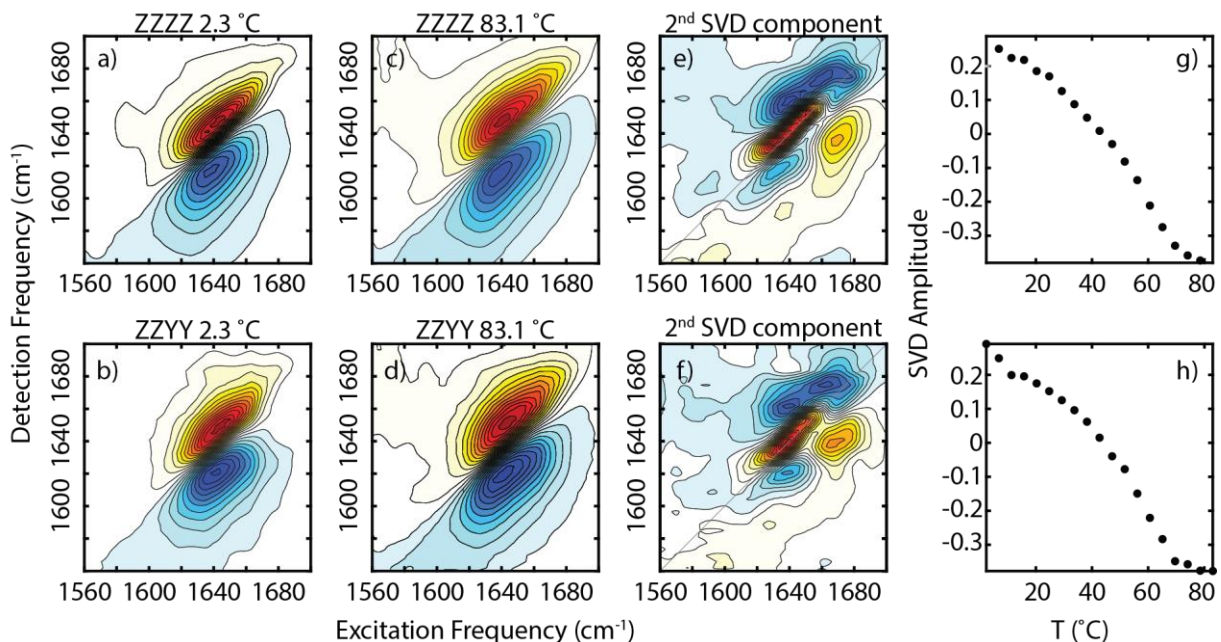 ZZZZ 2.3 ˚C
ZZZZ 83.1 ˚C
2nd SVD component
a)
c)
e)
g)
1680
1640
1600
1680
1640
1600
1680
1640
1600
0.2
0.1
0
-0.1
-0.2
-0.3
1560 1600 1640 1680
1560 1600 1640 1680
1560 1600 1640 1680
20 40 60 80
Detection Frequency (cm-1)
SVD Amplitude
ZZYY 2.3 ˚C
ZZYY 83.1 ˚C
2nd SVD component
b)
d)
f)
h)
1680
1640
1600
1680
1640
1600
1680
1640
1600
0.2
0.1
0
-0.1
-0.2
-0.3
1560 1600 1640 1680
1560 1600 1640 1680
1560 1600 1640 1680
20 40 60 80
Excitation Frequency (cm-1)
T (˚C)